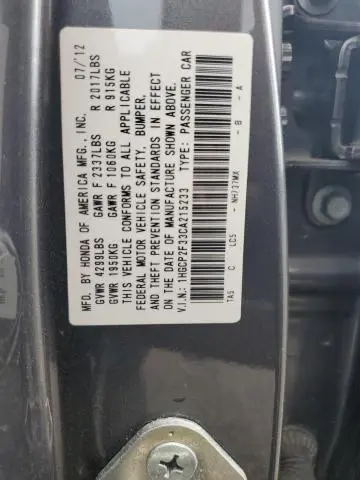 MFD. BY HONDA OF AMERICA MFG., INC. 07/12
GVWR 4299LBS GAWR F 2337LBS R 2017LBS
GVWR 1950KG GAWR F 1060KG R 915KG
THIS VEHICLE CONFORMS TO ALL APPLICABLE
FEDERAL MOTOR VEHICLE SAFETY, BUMPER,
AND THEFT PREVENTION STANDARDS IN EFFECT
ON THE DATE OF MANUFACTURE SHOWN ABOVE.
V.I.N.: 1HGCP2F33CA215233 TYPE: PASSENGER CAR
TA5 C LC5 - NH737MX - B - A